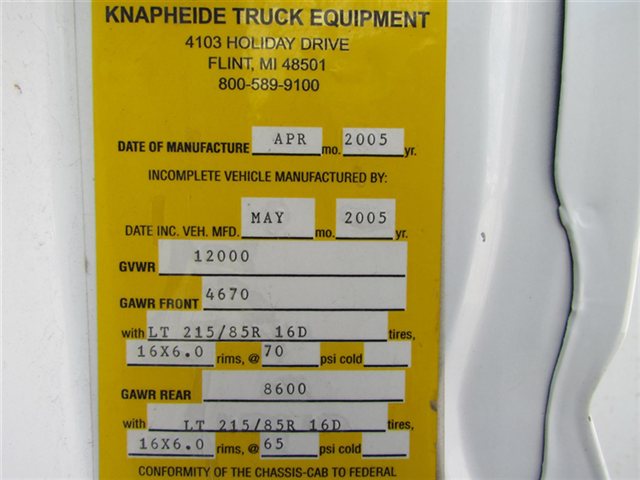 KNAPHEIDE TRUCK EQUIPMENT
4103 HOLIDAY DRIVE
FLINT, MI 48501
800-589-9100
DATE OF MANUFACTURE APR mo. 2005 yr.
INCOMPLETE VEHICLE MANUFACTURED BY:
DATE INC. VEH. MFD. MAY mo. 2005 yr.
GVWR 12000
GAWR FRONT 4670
with LT 215/85R 16D tires,
16X6.0 rims, @ 70 psi cold
GAWR REAR 8600
with LT 215/85R 16D tires,
16X6.0 rims, @ 65 psi cold
CONFORMITY OF THE CHASSIS-CAB TO FEDERAL